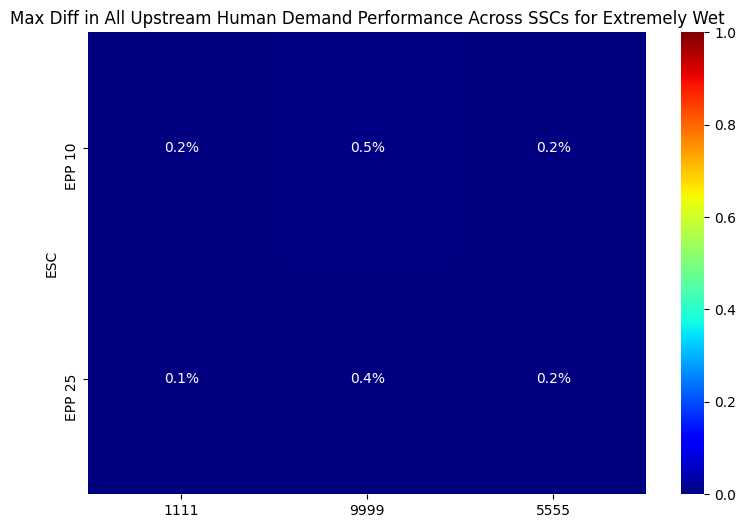 Max Diff in All Upstream Human Demand Performance Across SSCs for Extremely Wet
1.0
0.8
0.6
0.4
0.2
0.0
ESC
EPP 10
0.2% 0.5% 0.2%
EPP 25
0.1% 0.4% 0.2%
1111 9999 5555